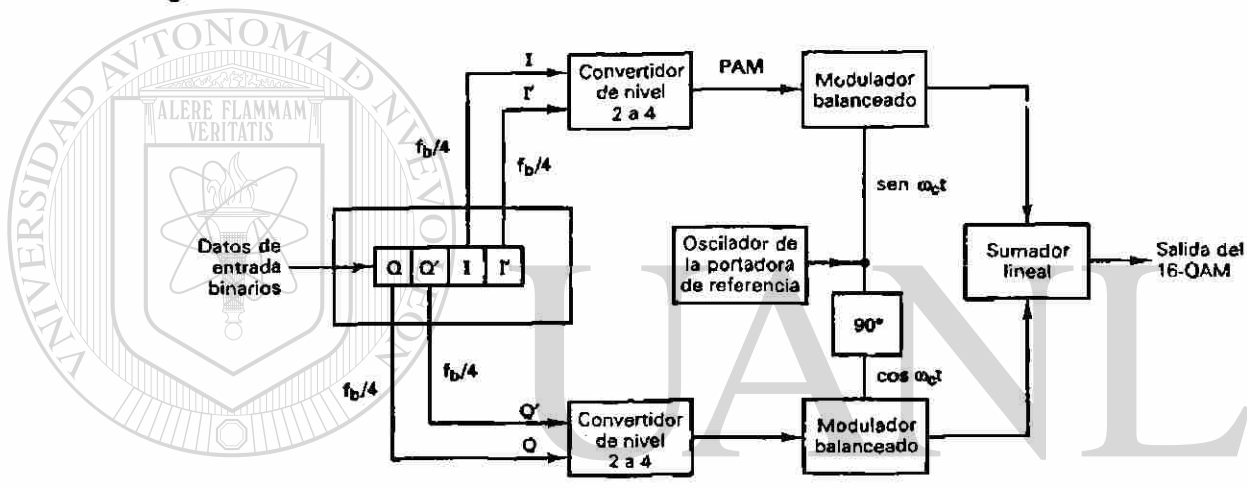 UNIVERSIDAD AUTONOMA DE NUEVO LEON
ALERE FLAMMAM
VERITATIS
UANL
I
I'
f_b/4
f_b/4
Convertidor
de nivel
2 a 4
PAM
Modulador
balanceado
sen ω_ct
Datos de
entrada
binarios
Q Q' I I'
Oscilador de
la portadora
de referencia
90°
cos ω_ct
Sumador
lineal
Salida del
16-QAM
f_b/4
f_b/4
Q'
Q
Convertidor
de nivel
2 a 4
Modulador
balanceado